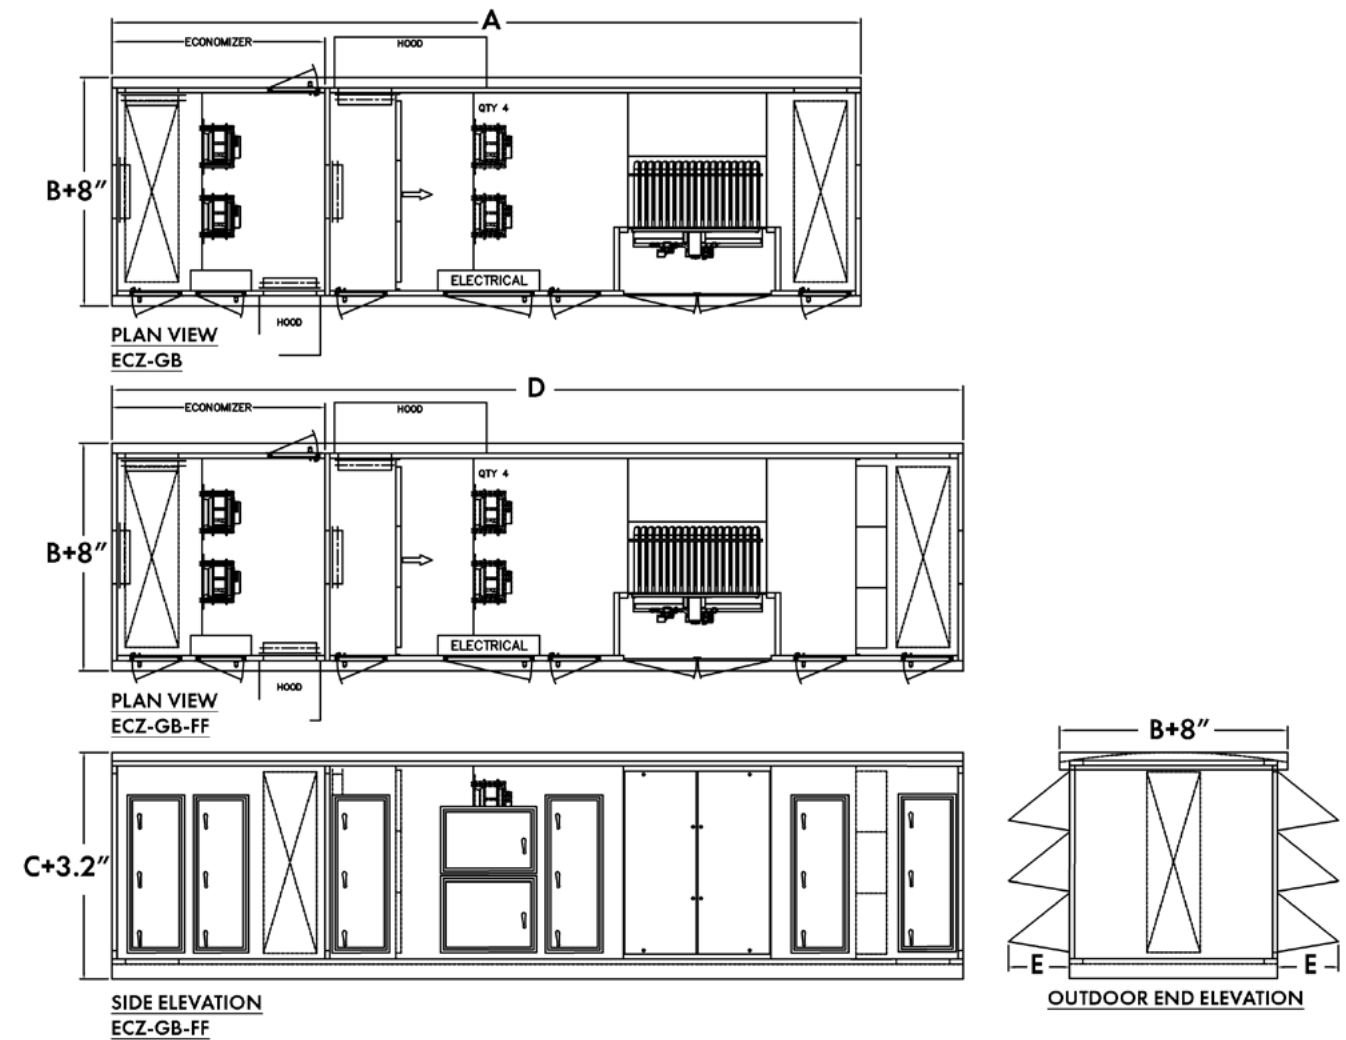 A
ECONOMIZER
HOOD
QTY 4
B+8″
ELECTRICAL
HOOD
PLAN VIEW
ECZ-GB
D
ECONOMIZER
HOOD
QTY 4
B+8″
ELECTRICAL
HOOD
PLAN VIEW
ECZ-GB-FF
B+8″
C+3.2″
E
E
OUTDOOR END ELEVATION
SIDE ELEVATION
ECZ-GB-FF